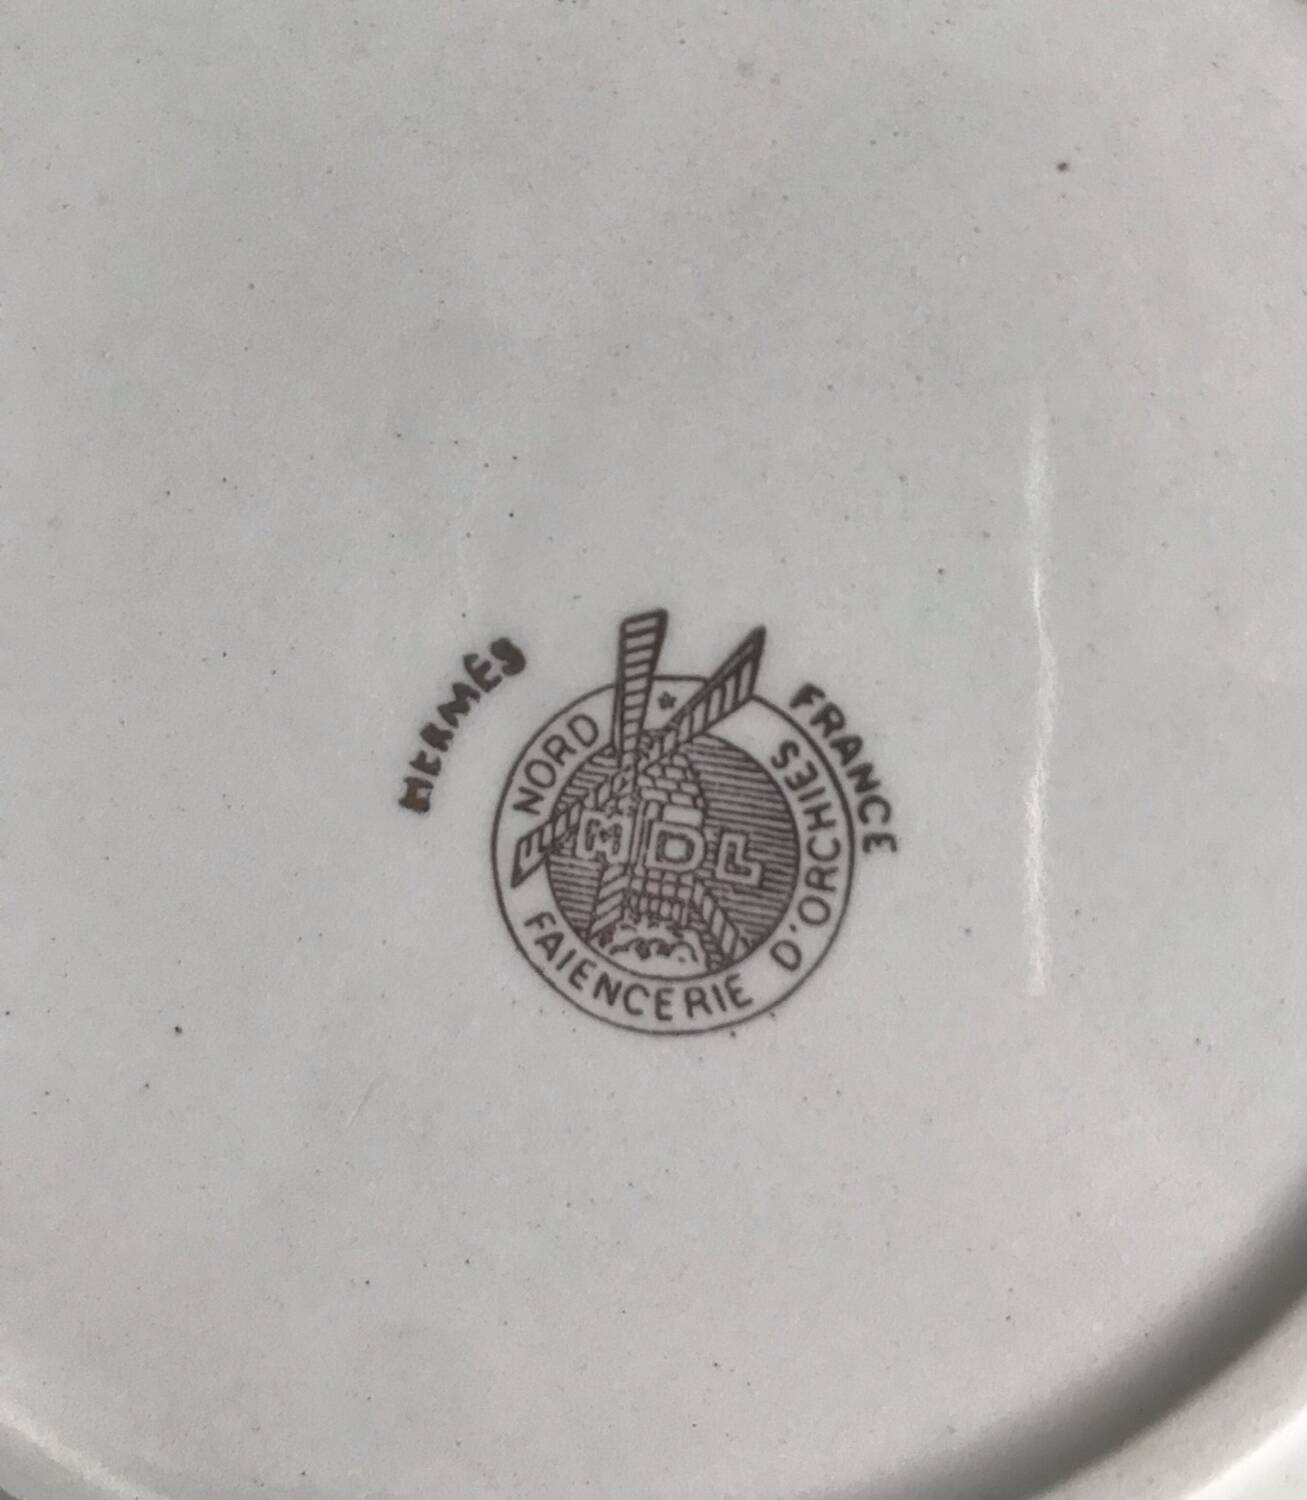 HERMÈS
FRANCE
NORD
FAIENCERIE D'ORCHIES
MDL